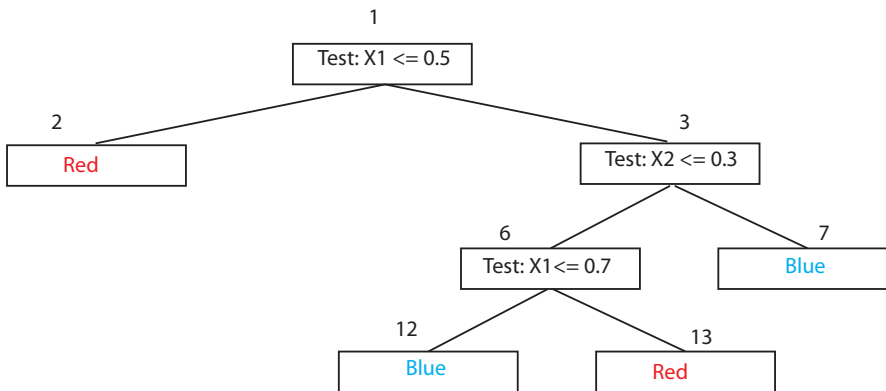 1
Test: X1 <= 0.5
2
3
Red
Test: X2 <= 0.3
6
7
Test: X1<= 0.7
Blue
12
13
Blue
Red